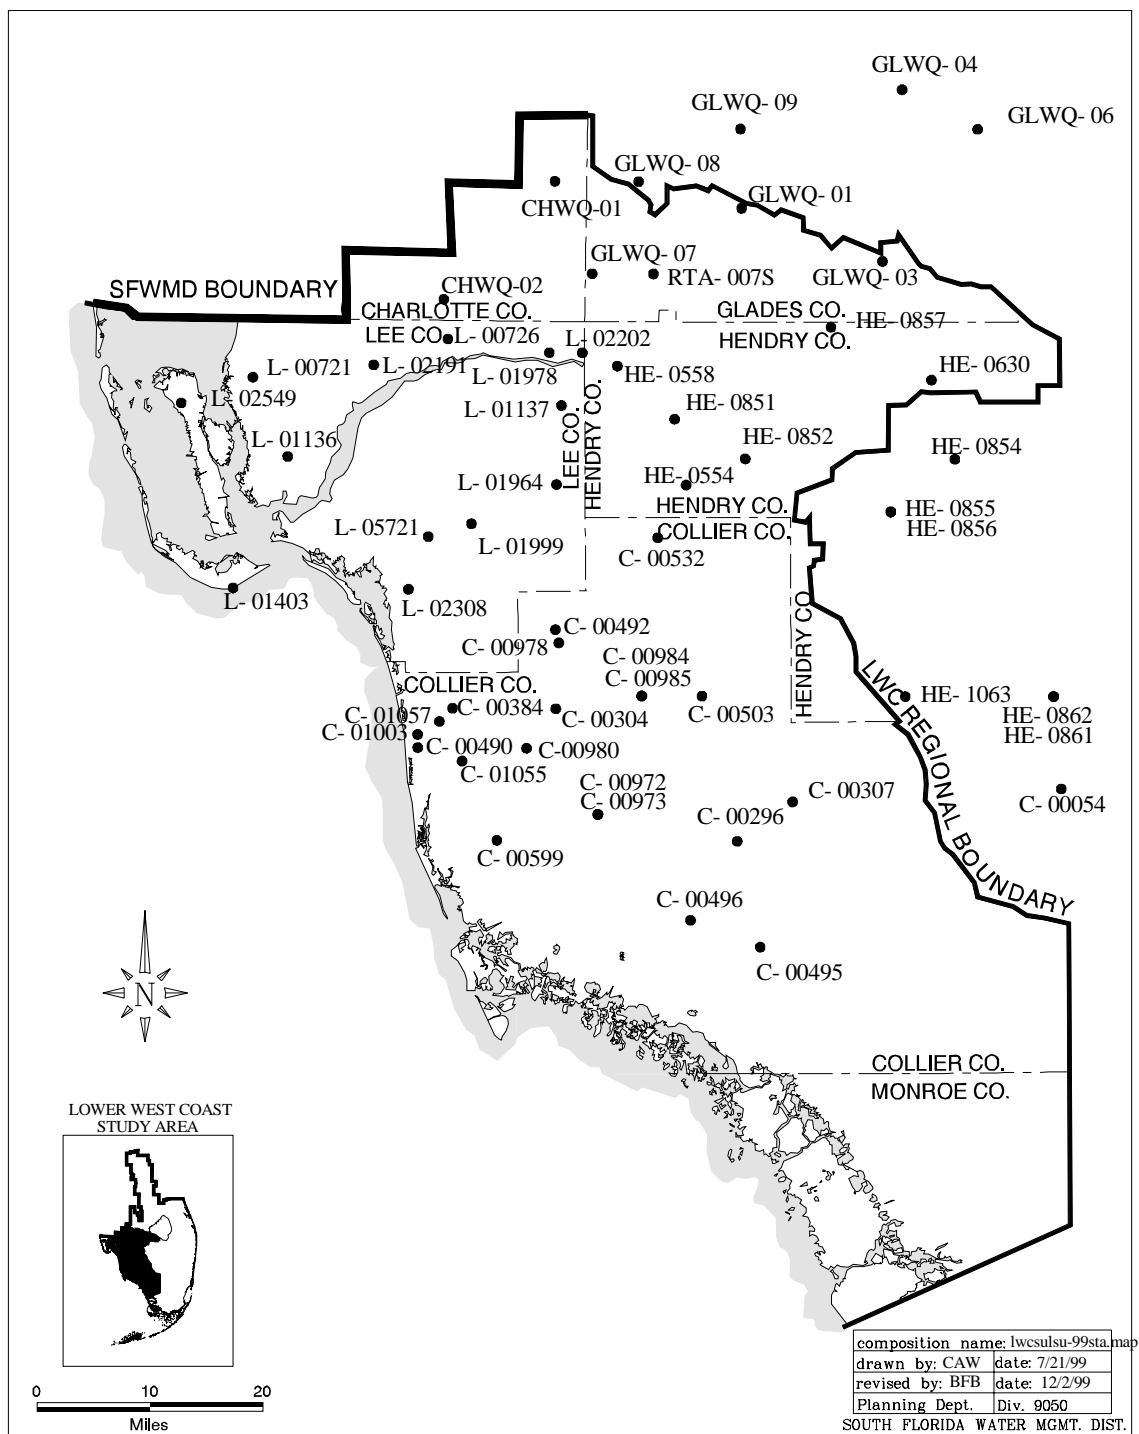 GLWQ- 04
GLWQ- 09
GLWQ- 06
GLWQ- 08
GLWQ- 01
CHWQ-01
GLWQ- 07
RTA- 007S
GLWQ- 03
SFWMD BOUNDARY
CHWQ-02
CHARLOTTE CO.
GLADES CO.
LEE CO.
L- 00726
L- 02202
HENDRY CO.
HE- 0857
L- 00721
L- 02191
L- 01978
HE- 0558
HE- 0630
L- 02549
L- 01137
LEE CO.
HENDRY CO.
HE- 0851
L- 01136
HE- 0852
HE- 0854
L- 01964
HE- 0554
HENDRY CO.
COLLIER CO.
HE- 0855
HE- 0856
L- 05721
L- 01999
C- 00532
L- 01403
L- 02308
HENDRY CO.
C- 00492
C- 00978
C- 00984
C- 00985
COLLIER CO.
C- 00384
C- 01057
C- 00304
C- 00503
HE- 1063
HE- 0862
HE- 0861
C- 01003
C- 00490
C-00980
C- 01055
LWC REGIONAL BOUNDARY
C- 00972
C- 00973
C- 00307
C- 00054
C- 00296
C- 00599
C- 00496
C- 00495
N
COLLIER CO.
MONROE CO.
LOWER WEST COAST
STUDY AREA
0 10 20
Miles
composition name: lwcsulsu-99sta.map
drawn by: CAW date: 7/21/99
revised by: BFB date: 12/2/99
Planning Dept. Div. 9050
SOUTH FLORIDA WATER MGMT. DIST.